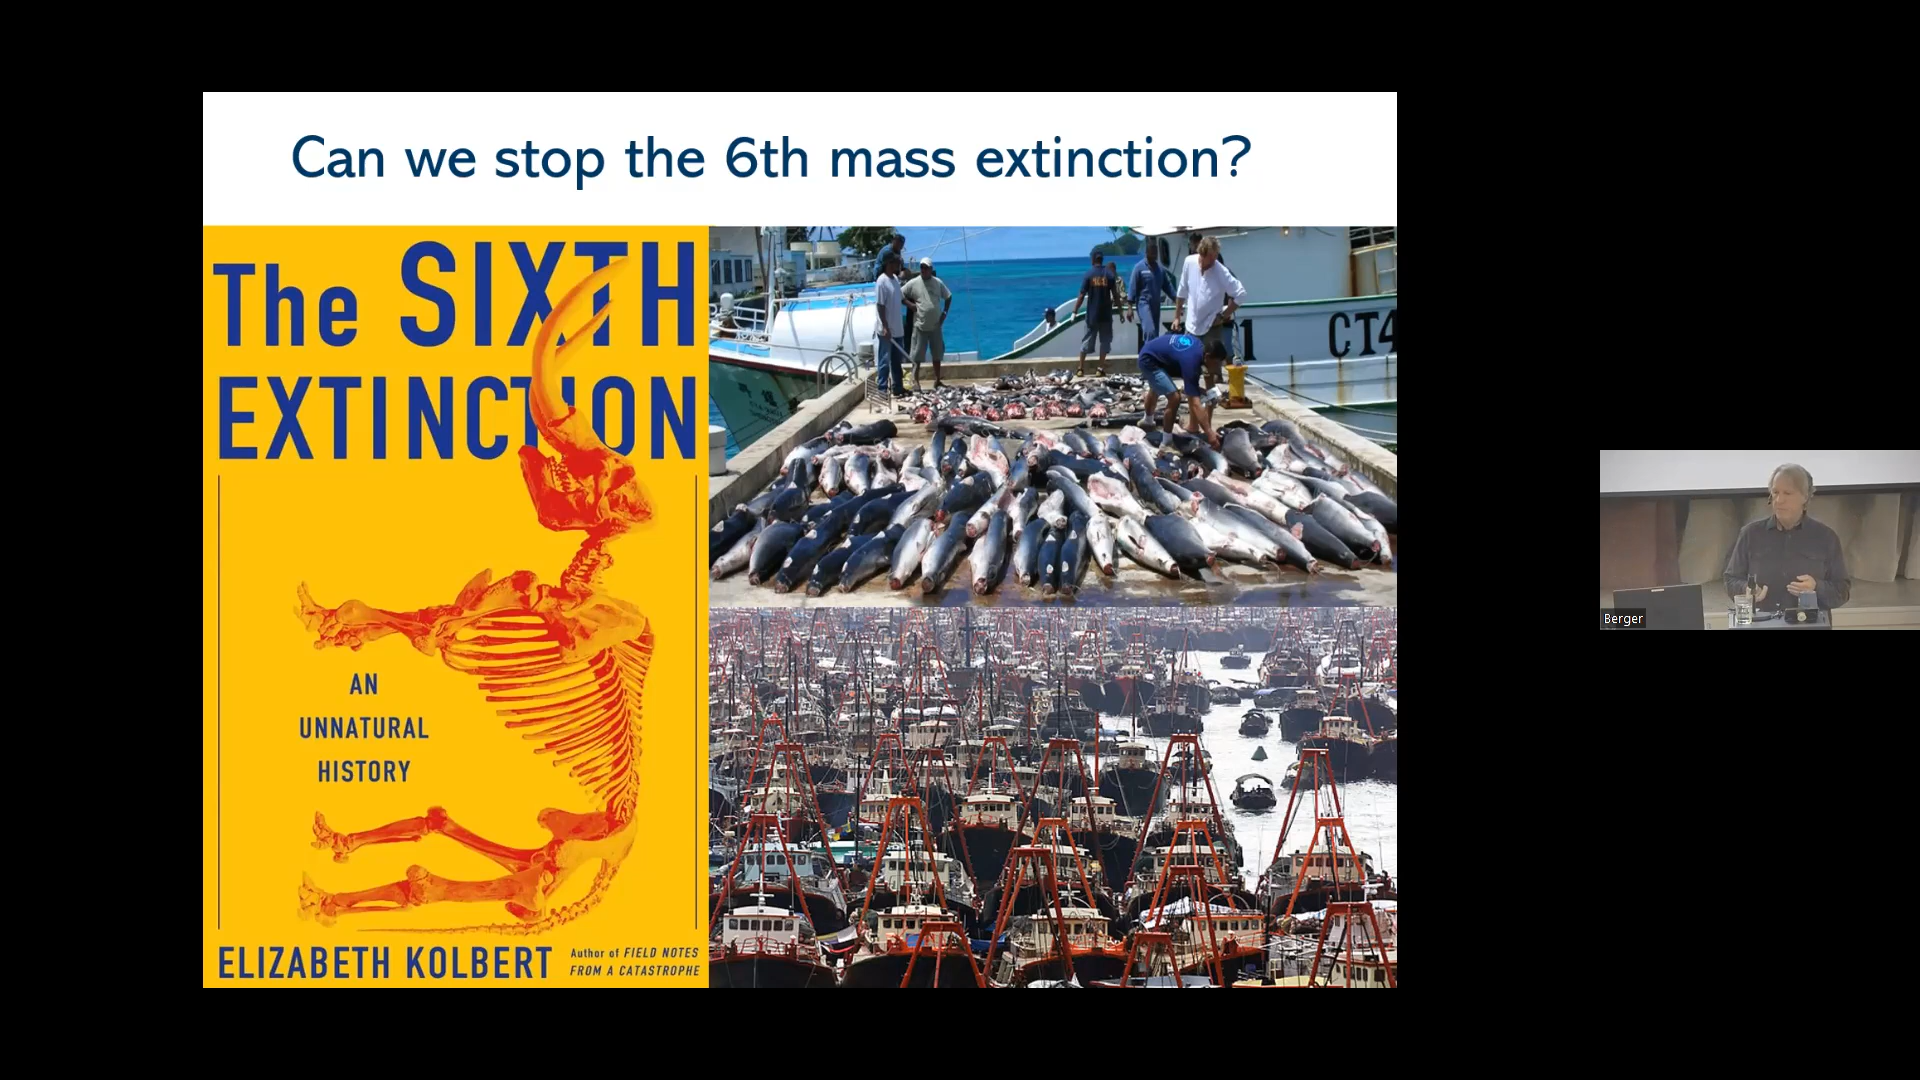 Can we stop the 6th mass extinction?
The SIXTH
EXTINCTION
AN
UNNATURAL
HISTORY
ELIZABETH KOLBERT
Author of FIELD NOTES
FROM A CATASTROPHE
CT4
Berger